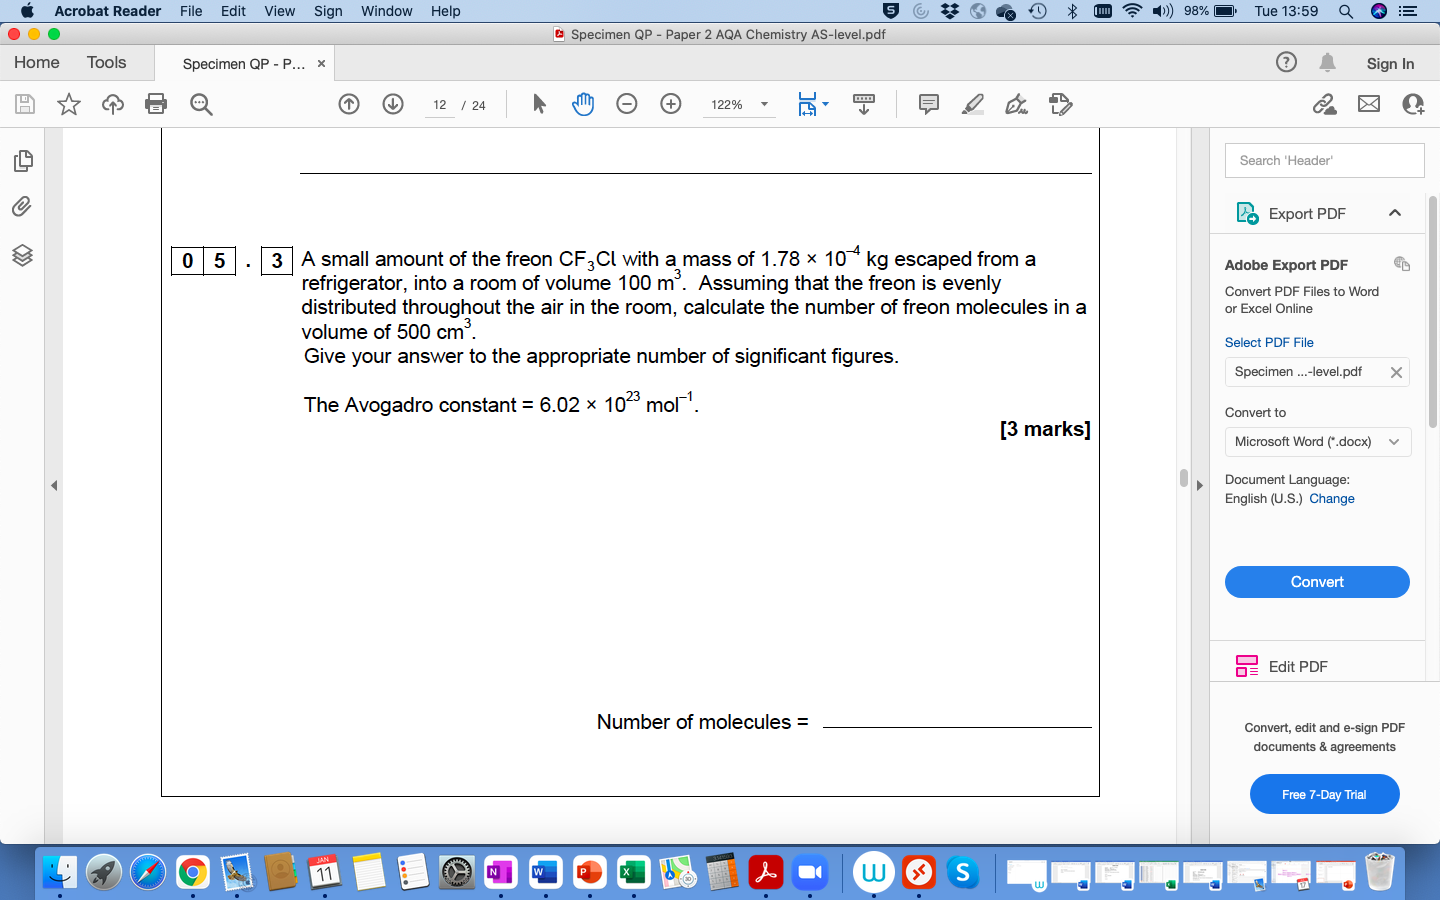 Acrobat Reader File Edit View Sign Window Help 98% Tue 13:59
Specimen QP - Paper 2 AQA Chemistry AS-level.pdf
Home Tools Specimen QP - P... × Sign In
12 / 24 122%
Search 'Header'
Export PDF
Adobe Export PDF
Convert PDF Files to Word
or Excel Online
Select PDF File
Specimen ...-level.pdf
Convert to
Microsoft Word (*.docx)
Document Language:
English (U.S.) Change
Convert
Edit PDF
Convert, edit and e-sign PDF
documents & agreements
Free 7-Day Trial
0 5 . 3 A small amount of the freon CF₃Cl with a mass of 1.78 × 10⁻⁴ kg escaped from a
refrigerator, into a room of volume 100 m³. Assuming that the freon is evenly
distributed throughout the air in the room, calculate the number of freon molecules in a
volume of 500 cm³.
Give your answer to the appropriate number of significant figures.
The Avogadro constant = 6.02 × 10²³ mol⁻¹.
[3 marks]
Number of molecules =
JAN
11